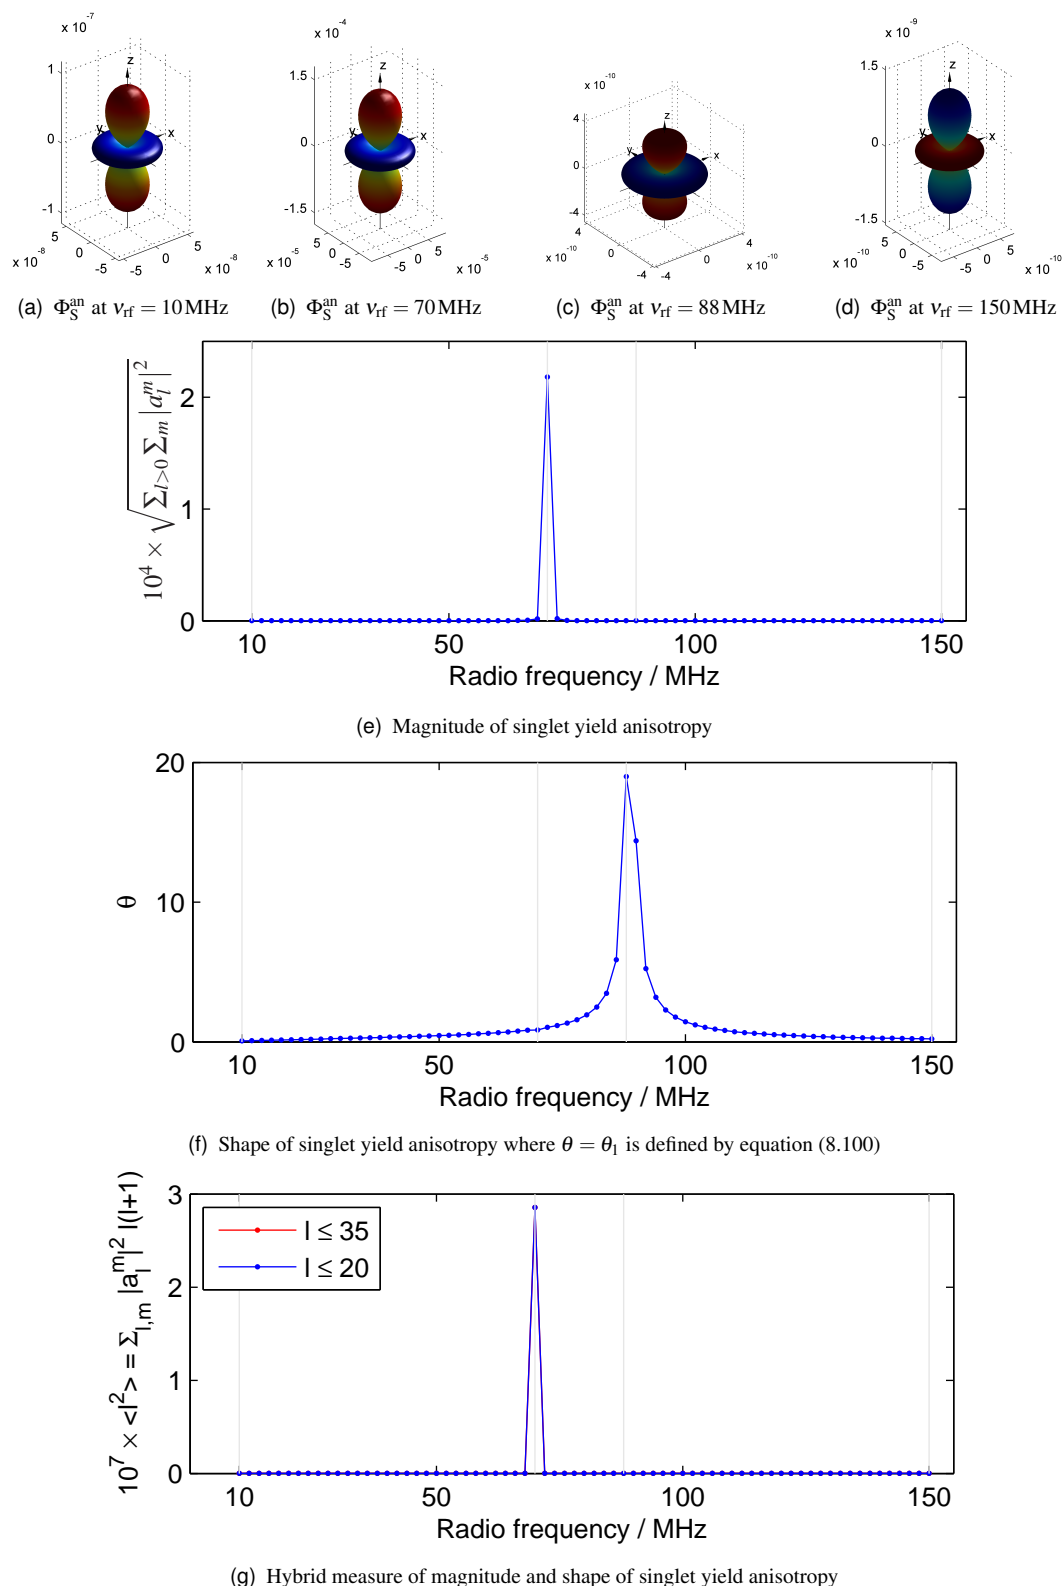 x 10^-7
1
0
-1
z
y
x
5
0
-5
x 10^-8
-5
0
5
x 10^-8
(a) Φ_S^an at ν_rf = 10 MHz
x 10^-4
1.5
0
-1.5
z
y
x
5
0
-5
x 10^-5
-5
0
5
x 10^-5
(b) Φ_S^an at ν_rf = 70 MHz
x 10^-10
4
0
-4
z
y
x
4
0
-4
x 10^-10
-4
0
4
x 10^-10
(c) Φ_S^an at ν_rf = 88 MHz
x 10^-9
1.5
0
-1.5
z
y
x
5
0
-5
x 10^-10
-5
0
5
x 10^-10
(d) Φ_S^an at ν_rf = 150 MHz
10^4 × √(Σ_{l>0} Σ_m |a_l^m|^2)
2
1
0
10 50 100 150
Radio frequency / MHz
(e) Magnitude of singlet yield anisotropy
θ
20
10
0
10 50 100 150
Radio frequency / MHz
(f) Shape of singlet yield anisotropy where θ = θ_1 is defined by equation (8.100)
10^7 × <l^2> = Σ_{l,m} |a_l^m|^2 l(l+1)
3
2
1
0
l ≤ 35
l ≤ 20
10 50 100 150
Radio frequency / MHz
(g) Hybrid measure of magnitude and shape of singlet yield anisotropy